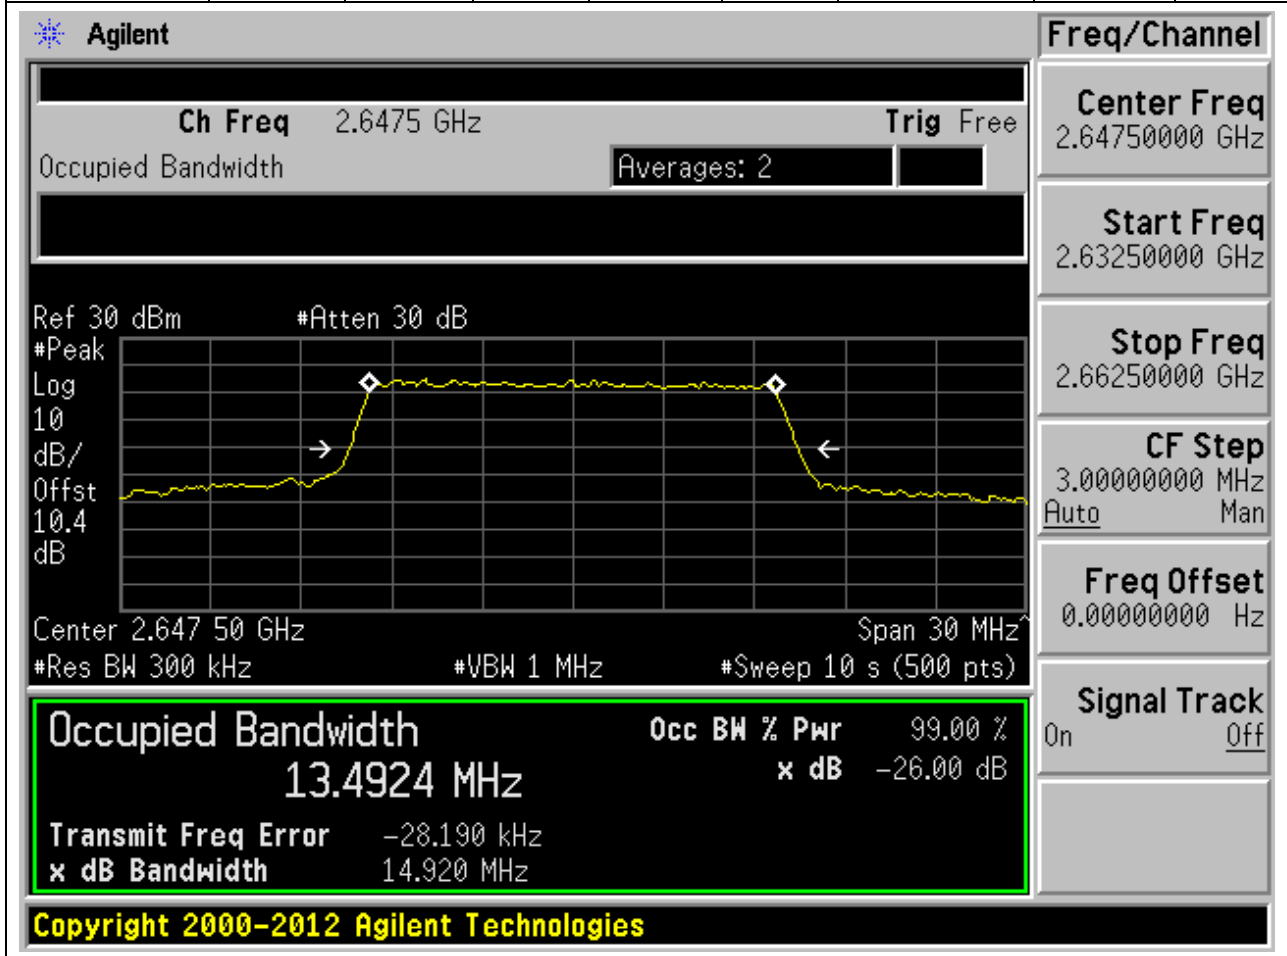 Agilent
Freq/Channel
Ch Freq 2.6475 GHz Trig Free
Occupied Bandwidth Averages: 2
Center Freq
2.64750000 GHz
Start Freq
2.63250000 GHz
Stop Freq
2.66250000 GHz
CF Step
3.00000000 MHz
Auto Man
Freq Offset
0.00000000 Hz
Signal Track
On Off
Ref 30 dBm #Atten 30 dB
#Peak
Log
10
dB/
Offst
10.4
dB
Center 2.647 50 GHz Span 30 MHz^
#Res BW 300 kHz #VBW 1 MHz #Sweep 10 s (500 pts)
Occupied Bandwidth Occ BW % Pwr 99.00 %
13.4924 MHz x dB -26.00 dB
Transmit Freq Error -28.190 kHz
x dB Bandwidth 14.920 MHz
Copyright 2000-2012 Agilent Technologies